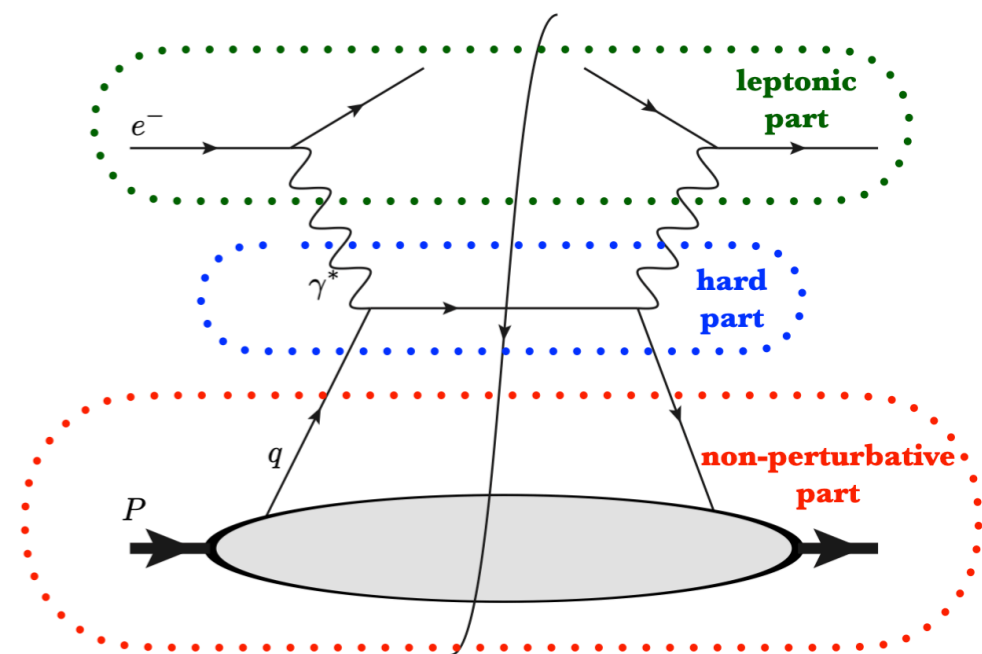 leptonic
part
e⁻
γ*
hard
part
q
non-perturbative
part
P